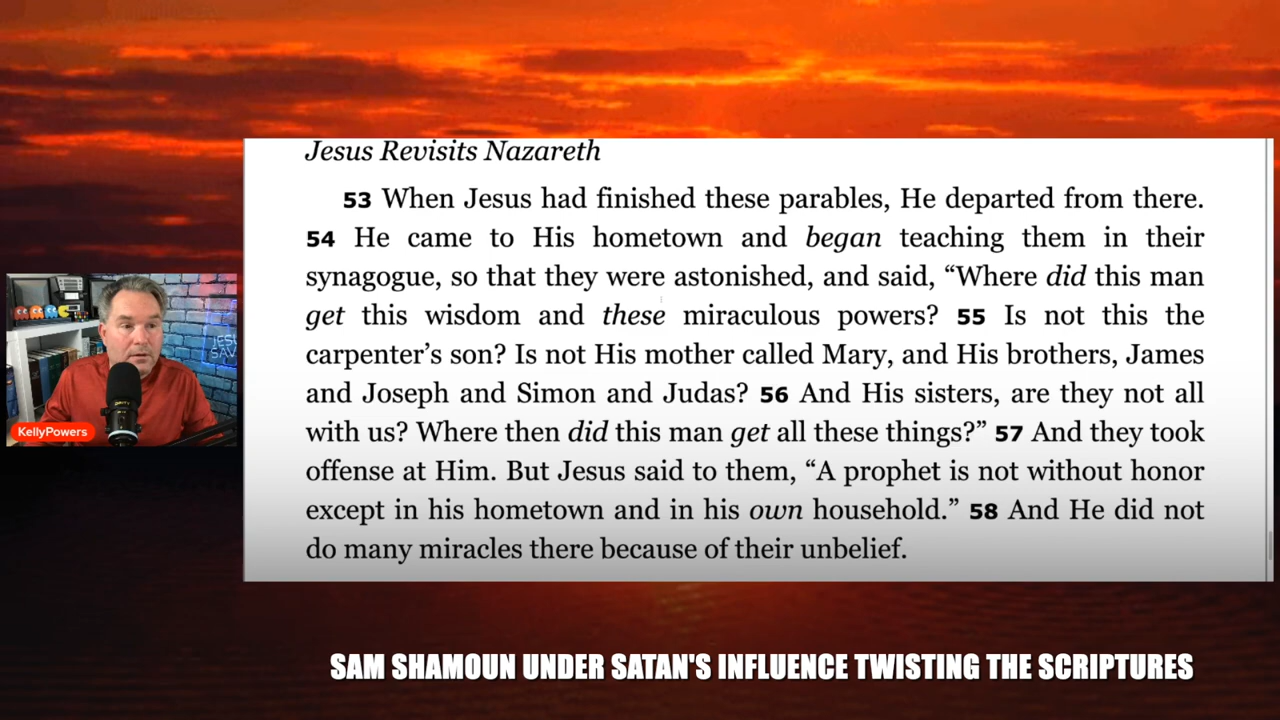 Jesus Revisits Nazareth
53 When Jesus had finished these parables, He departed from there.
54 He came to His hometown and began teaching them in their
synagogue, so that they were astonished, and said, “Where did this man
get this wisdom and these miraculous powers? 55 Is not this the
carpenter’s son? Is not His mother called Mary, and His brothers, James
and Joseph and Simon and Judas? 56 And His sisters, are they not all
with us? Where then did this man get all these things?” 57 And they took
offense at Him. But Jesus said to them, “A prophet is not without honor
except in his hometown and in his own household.” 58 And He did not
do many miracles there because of their unbelief.
KellyPowers
SAM SHAMOUN UNDER SATAN'S INFLUENCE TWISTING THE SCRIPTURES